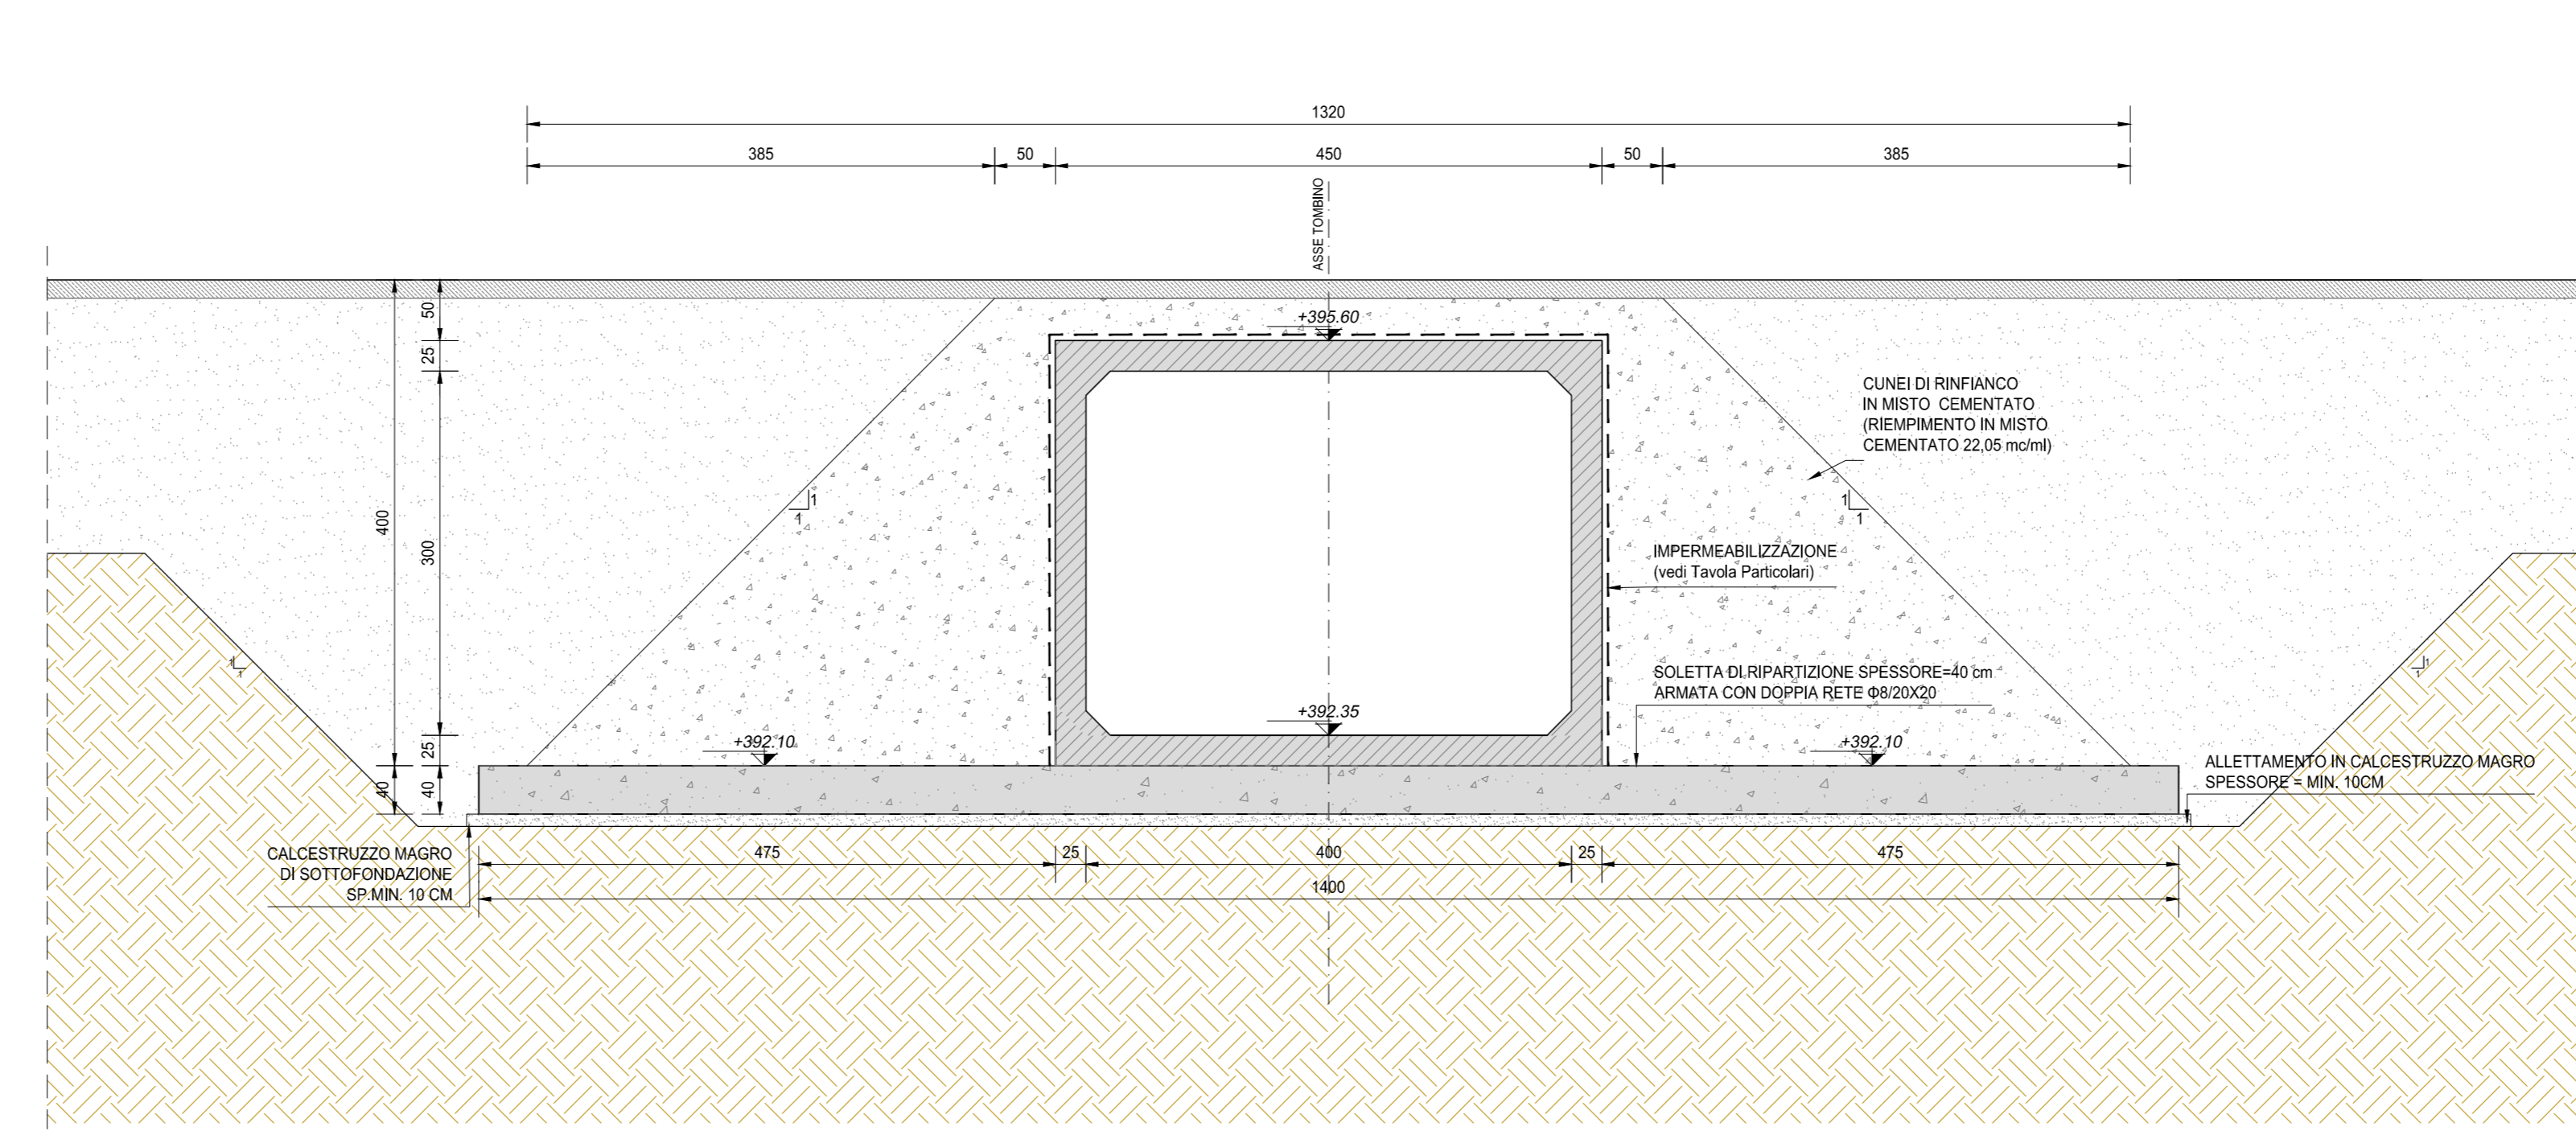 1320
385
50
450
50
385
ASSE TOMBINO
50
25
300
25
40
400
40
+395.60
CUNEI DI RINFIANCO
IN MISTO CEMENTATO
(RIEMPIMENTO IN MISTO
CEMENTATO 22,05 mc/ml)
1
1
1
1
IMPERMEABILIZZAZIONE
(vedi Tavola Particolari)
1
1
1
1
SOLETTA DI RIPARTIZIONE SPESSORE=40 cm
ARMATA CON DOPPIA RETE Φ8/20X20
+392.35
+392.10
+392.10
ALLETTAMENTO IN CALCESTRUZZO MAGRO
SPESSORE = MIN. 10CM
CALCESTRUZZO MAGRO
DI SOTTOFONDAZIONE
SP.MIN. 10 CM
475
25
400
25
475
1400